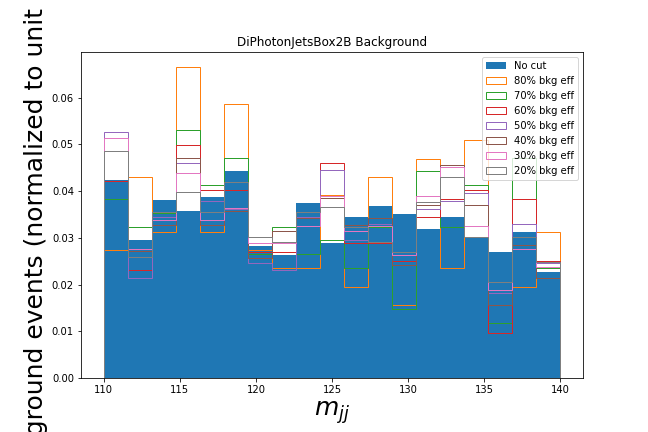 DiPhotonJetsBox2B Background
ground events (normalized to unit
0.06
0.05
0.04
0.03
0.02
0.01
0.00
110
115
120
125
130
135
140
m_{jj}
No cut
80% bkg eff
70% bkg eff
60% bkg eff
50% bkg eff
40% bkg eff
30% bkg eff
20% bkg eff